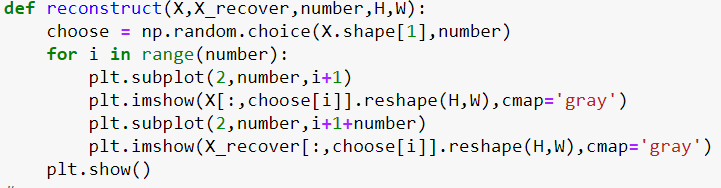 def reconstruct(X,X_recover,number,H,W):
    choose = np.random.choice(X.shape[1],number)
    for i in range(number):
        plt.subplot(2,number,i+1)
        plt.imshow(X[:,choose[i]].reshape(H,W),cmap='gray')
        plt.subplot(2,number,i+1+number)
        plt.imshow(X_recover[:,choose[i]].reshape(H,W),cmap='gray')
    plt.show()